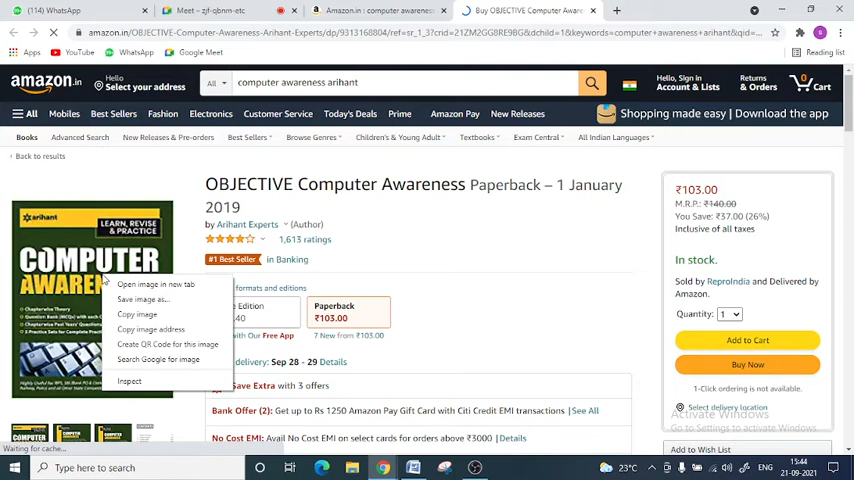 (114) WhatsApp
Meet – zjf-qbnm-etc
Amazon.in : computer awareness
Buy OBJECTIVE Computer Awaren
amazon.in/OBJECTIVE-Computer-Awareness-Arihant-Experts/dp/9313168804/ref=sr_1_3?crid=21ZM2GG8RE9BG&dchild=1&keywords=computer+awareness+arihant&qid=...
Apps YouTube WhatsApp Google Meet Reading list
amazon.in
Hello
Select your address
All
computer awareness arihant
Hello, Sign in
Account & Lists
Returns
& Orders
0
Cart
All Mobiles Best Sellers Fashion Electronics Customer Service Today's Deals Prime Amazon Pay New Releases Shopping made easy | Download the app
Books Advanced Search New Releases & Pre-orders Best Sellers Browse Genres Children's & Young Adult Textbooks Exam Central All Indian Languages
‹ Back to results
arihant
LEARN, REVISE
& PRACTICE
COMPUTER
AWAREN
Chapterwise Theory
Open image in new tab
Save image as...
Copy image
Copy image address
Create QR Code for this image
Search Google for image
Inspect
OBJECTIVE Computer Awareness Paperback – 1 January
2019
by Arihant Experts (Author)
1,613 ratings
#1 Best Seller in Banking
formats and editions
e Edition
.40
Paperback
₹103.00
with Our Free App
7 New from ₹103.00
delivery: Sep 28 - 29 Details
Save Extra with 3 offers
Bank Offer (2): Get up to Rs 1250 Amazon Pay Gift Card with Citi Credit EMI transactions |See All
No Cost EMI: Avail No Cost EMI on select cards for orders above ₹3000 |Details
₹103.00
M.R.P.: ₹140.00
You Save: ₹37.00 (26%)
Inclusive of all taxes
In stock.
Sold by ReproIndia and Delivered by
Amazon.
Quantity: 1
Add to Cart
Buy Now
1-Click ordering is not available.
Select delivery location
Activate Windows
Go to Settings to activate Windows.
Add to Wish List
Waiting for cache...
Type here to search
23°C
ENG
15:44
21-09-2021